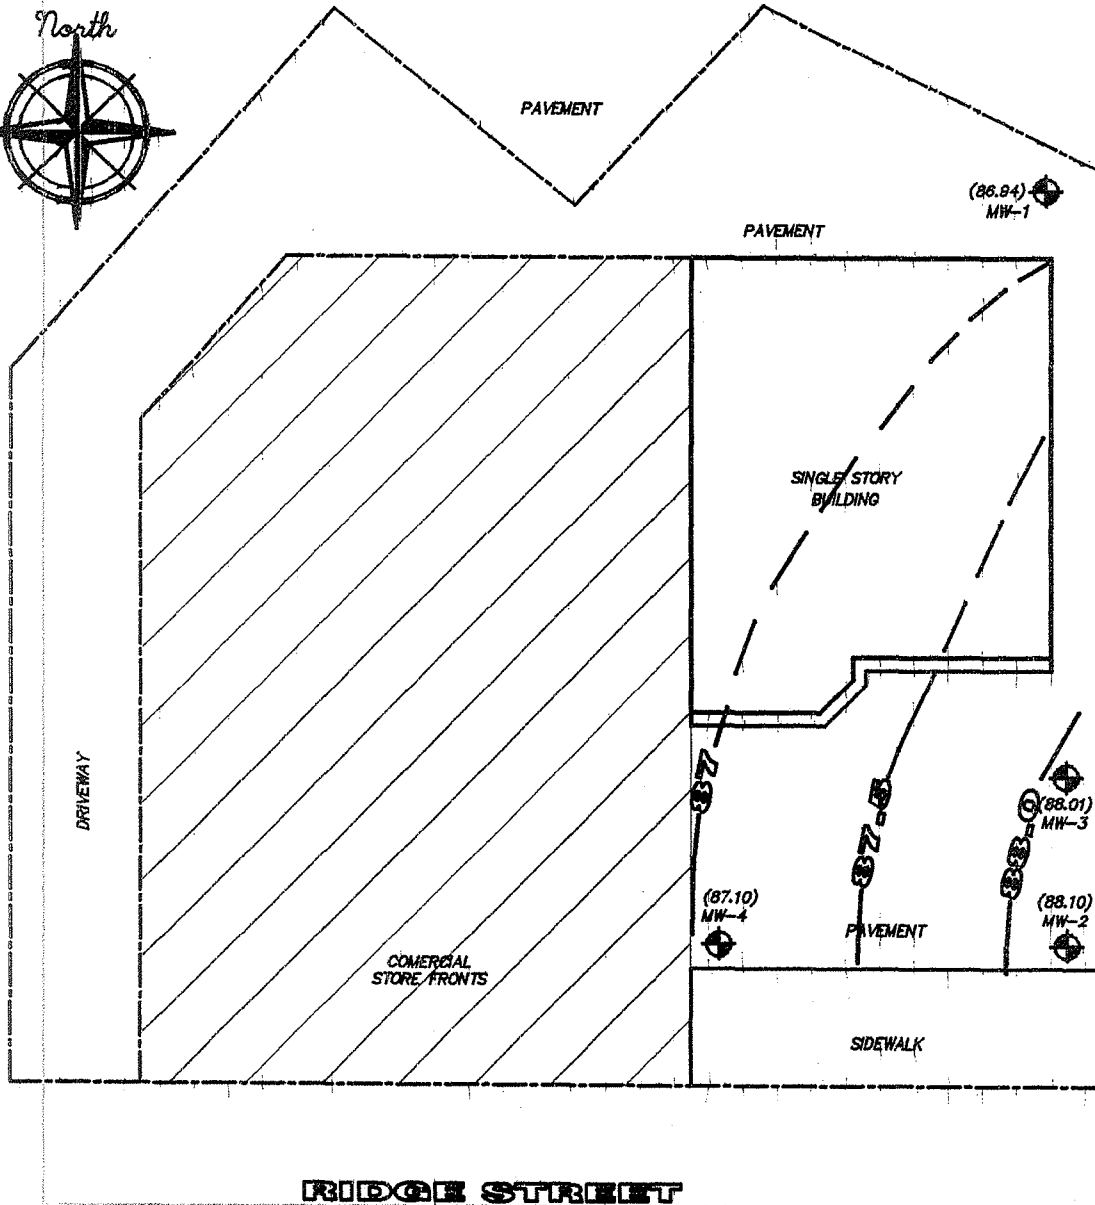 North
PAVEMENT
(86.94)
MW-1
PAVEMENT
SINGLE STORY
BUILDING
87
87.5
88.0
(88.01)
MW-3
DRIVEWAY
(87.10)
MW-4
(88.10)
MW-2
PAVEMENT
COMERCIAL
STORE FRONTS
SIDEWALK
RIDGE STREET